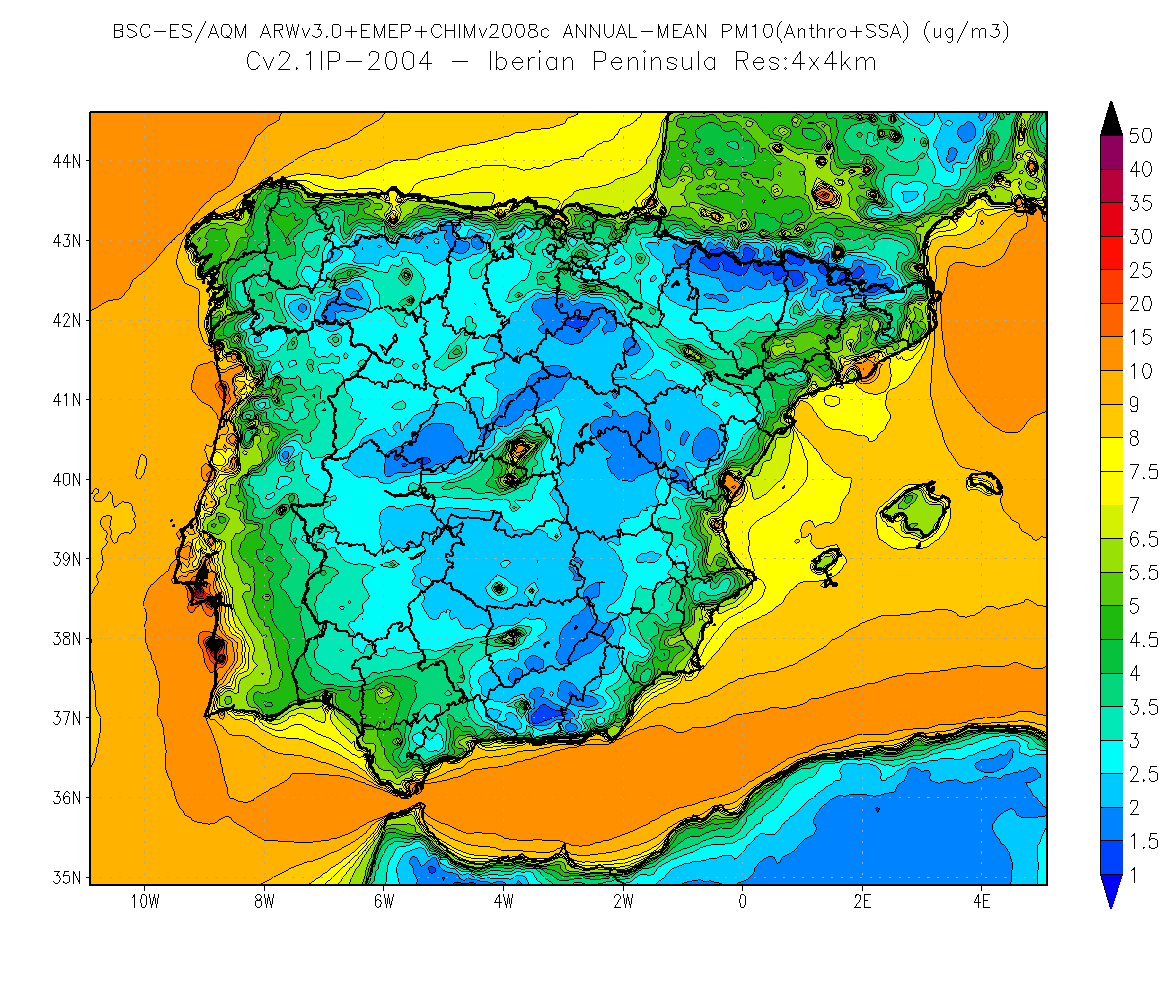 BSC-ES/AQM ARWv3.0+EMEP+CHIMv2008c ANNUAL-MEAN PM10(Anthro+SSA) (ug/m3)
Cv2.1IP-2004 - Iberian Peninsula Res:4x4km
44N
43N
42N
41N
40N
39N
38N
37N
36N
35N
10W 8W 6W 4W 2W 0 2E 4E
50
40
35
30
25
20
15
10
9
8
7.5
7
6.5
5.5
5
4.5
4
3.5
3
2.5
2
1.5
1